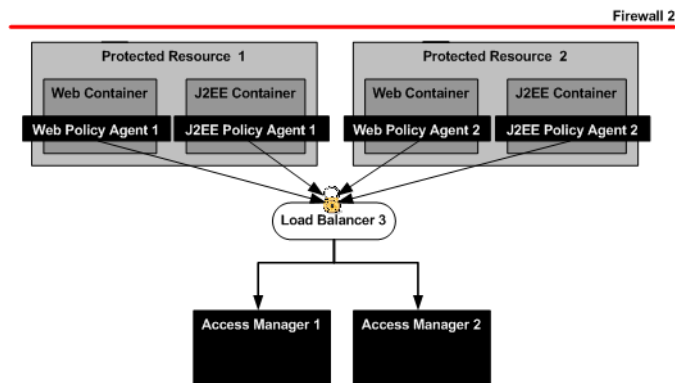 Firewall 2
Protected Resource 1
Protected Resource 2
Web Container
J2EE Container
Web Container
J2EE Container
Web Policy Agent 1
J2EE Policy Agent 1
Web Policy Agent 2
J2EE Policy Agent 2
Load Balancer 3
Access Manager 1
Access Manager 2